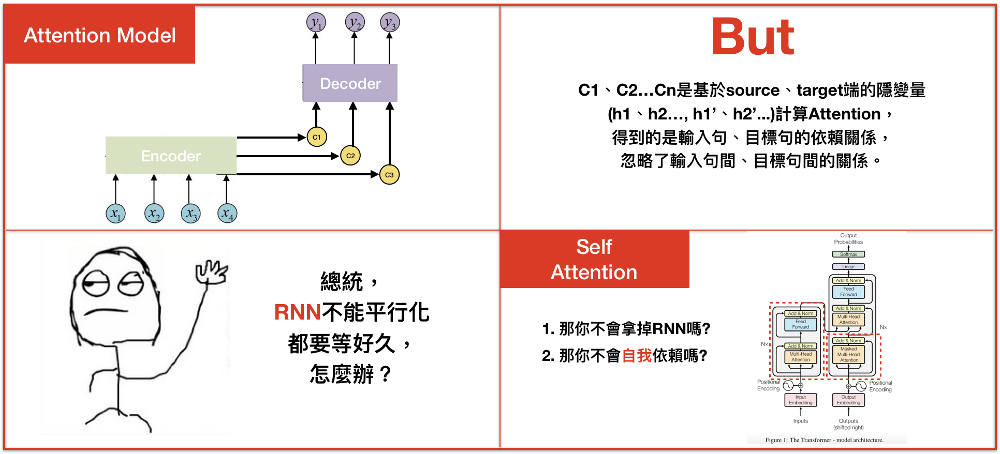 Attention Model
y1 y2 y3
Decoder
C1
Encoder
C2
C3
x1 x2 x3 x4
But
C1、C2...Cn是基於source、target端的隱變量
(h1、h2..., h1’、h2’...)計算Attention，
得到的是輸入句、目標句的依賴關係，
忽略了輸入句間、目標句間的關係。
總統，
RNN不能平行化
都要等好久，
怎麼辦？
Self
Attention
1. 那你不會拿掉RNN嗎?
2. 那你不會自我依賴嗎?
Output
Probabilities
Softmax
Linear
Add & Norm
Feed
Forward
Add & Norm
Multi-Head
Attention
Nx
Add & Norm
Masked
Multi-Head
Attention
Add & Norm
Feed
Forward
Nx
Add & Norm
Multi-Head
Attention
Positional
Encoding
Positional
Encoding
Input
Embedding
Output
Embedding
Inputs
Outputs
(shifted right)
Figure 1: The Transformer - model architecture.